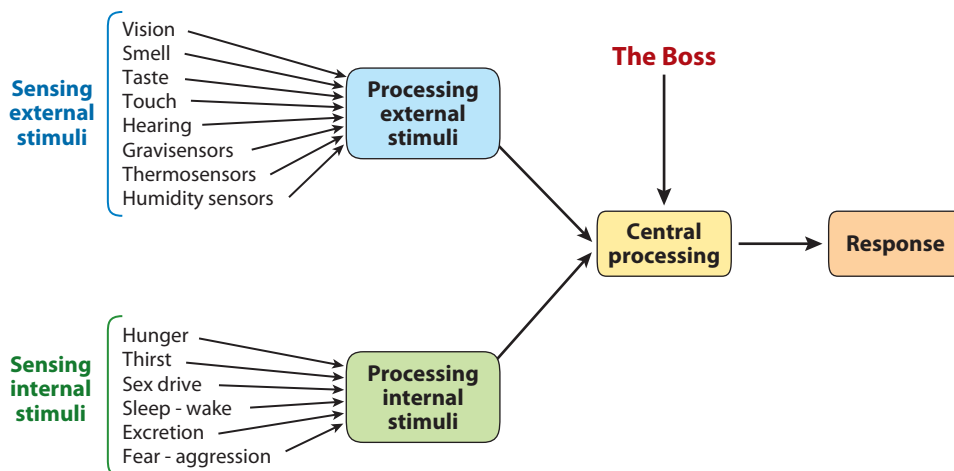 Sensing
external
stimuli
Vision
Smell
Taste
Touch
Hearing
Gravisensors
Thermosensors
Humidity sensors
Processing
external
stimuli
The Boss
Central
processing
Response
Sensing
internal
stimuli
Hunger
Thirst
Sex drive
Sleep - wake
Excretion
Fear - aggression
Processing
internal
stimuli